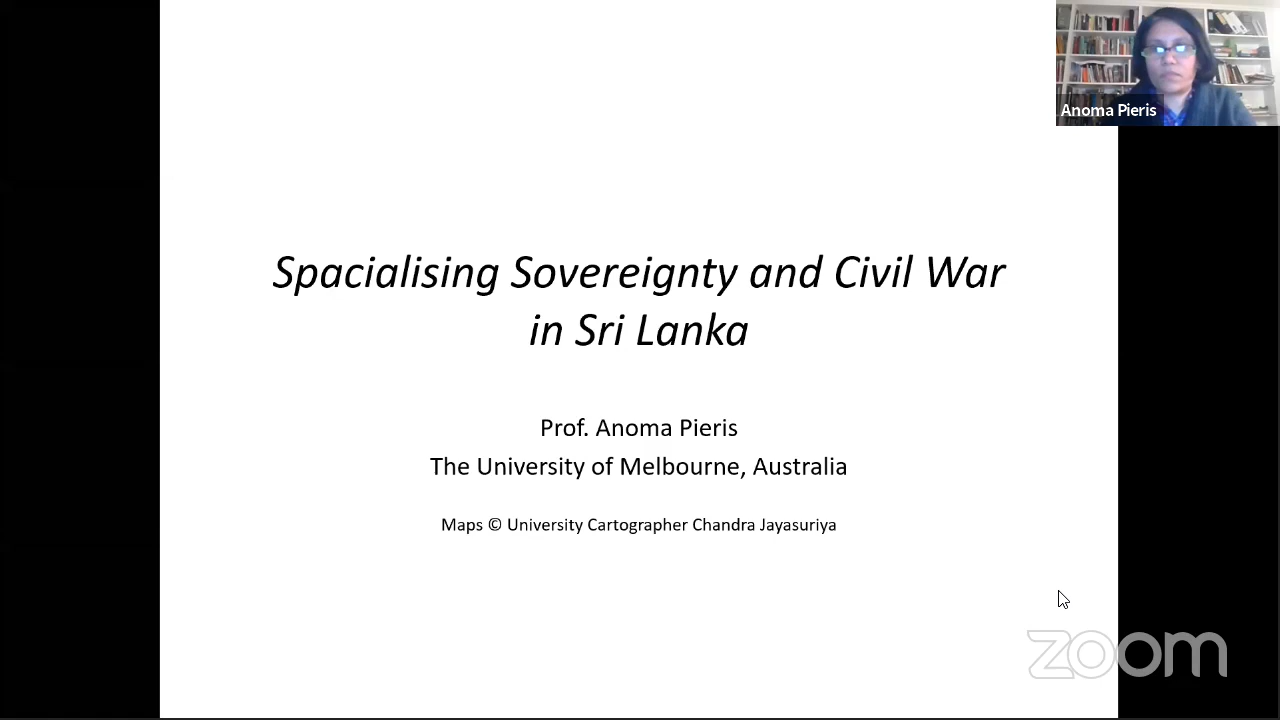 Anoma Pieris
Spacialising Sovereignty and Civil War
in Sri Lanka
Prof. Anoma Pieris
The University of Melbourne, Australia
Maps © University Cartographer Chandra Jayasuriya
zoom